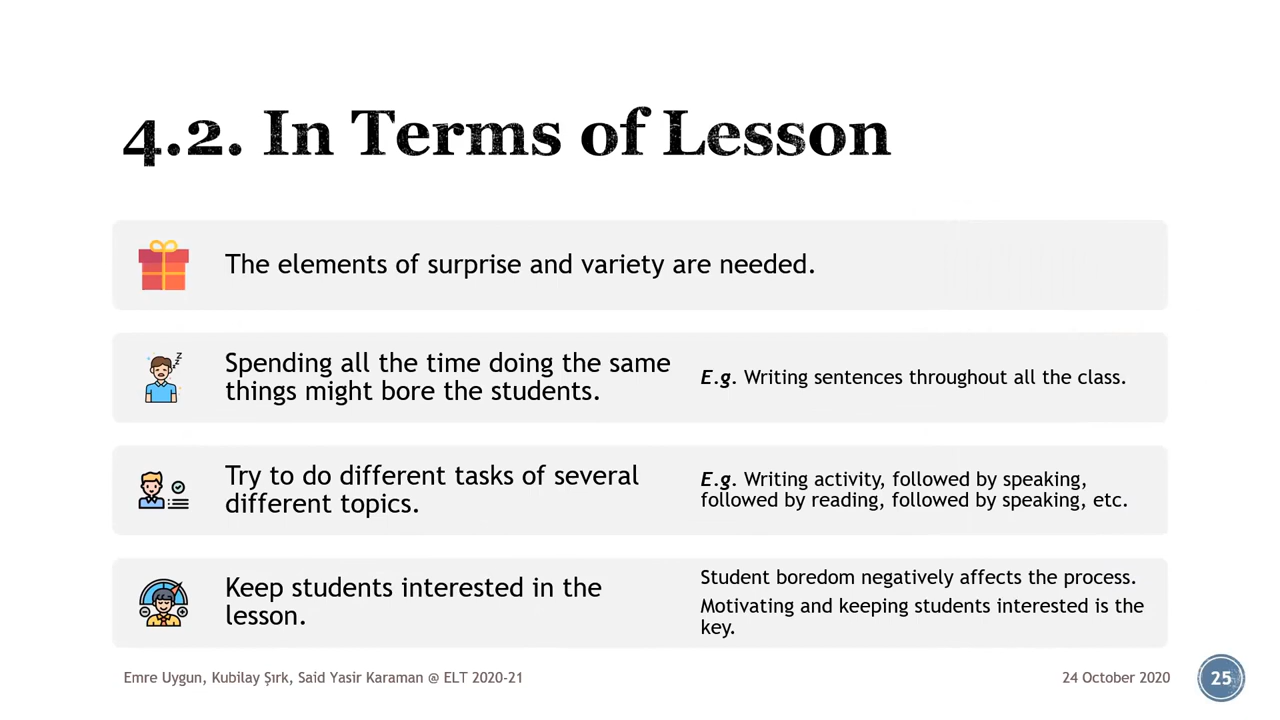 4.2. In Terms of Lesson
The elements of surprise and variety are needed.
Spending all the time doing the same
things might bore the students.
E.g. Writing sentences throughout all the class.
Try to do different tasks of several
different topics.
E.g. Writing activity, followed by speaking,
followed by reading, followed by speaking, etc.
Keep students interested in the
lesson.
Student boredom negatively affects the process.
Motivating and keeping students interested is the
key.
Emre Uygun, Kubilay Şırk, Said Yasir Karaman @ ELT 2020-21
24 October 2020
25